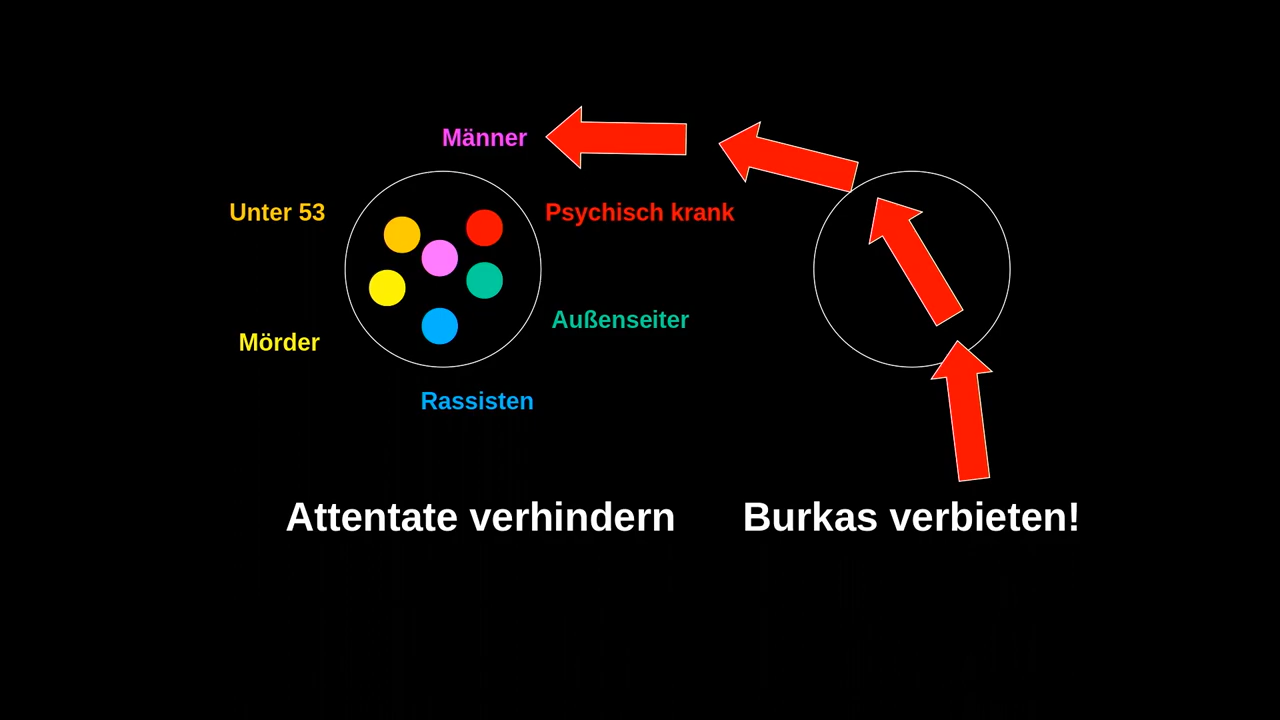 Männer
Unter 53
Psychisch krank
Außenseiter
Mörder
Rassisten
Attentate verhindern
Burkas verbieten!